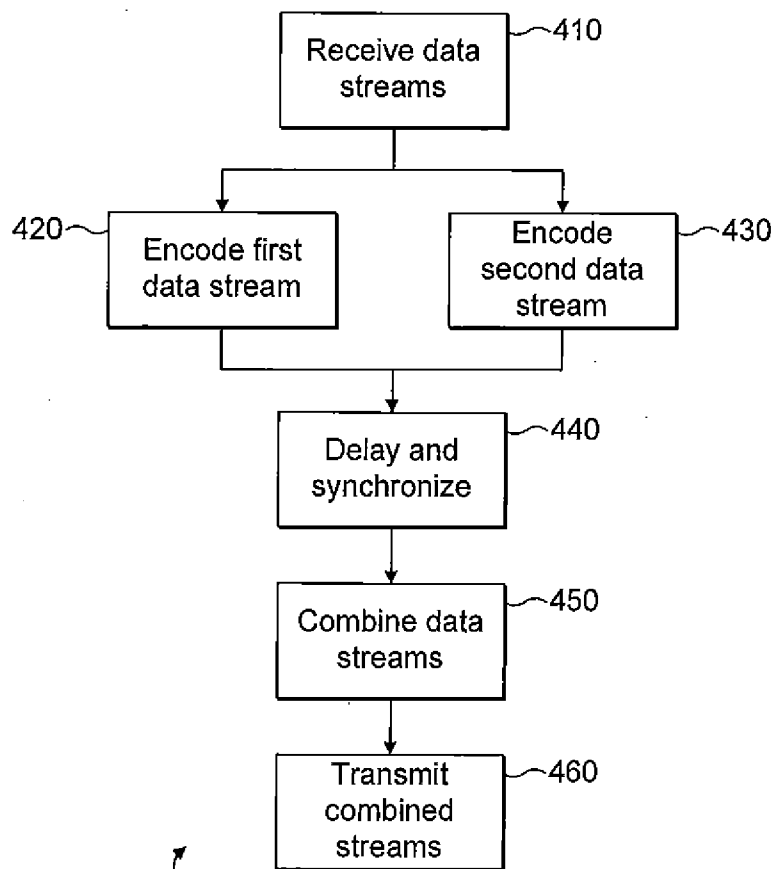 410
Receive data
streams
420
Encode first
data stream
Encode
second data
stream
430
440
Delay and
synchronize
450
Combine data
streams
460
Transmit
combined
streams